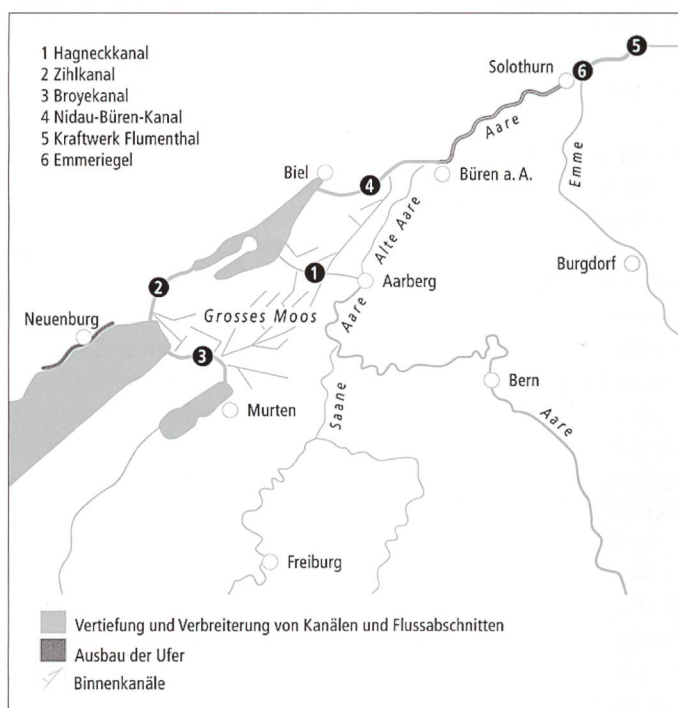 1 Hagneckkanal
2 Zihlkanal
3 Broyekanal
4 Nidau-Büren-Kanal
5 Kraftwerk Flumenthal
6 Emmeriegel
5
Solothurn
6
Aare
Emme
Biel
4
Büren a. A.
Alte Aare
1
Aarberg
Burgdorf
2
Grosses Moos
Aare
Neuenburg
3
Bern
Murten
Saane
Aare
Freiburg
Vertiefung und Verbreiterung von Kanälen und Flussabschnitten
Ausbau der Ufer
Binnenkanäle